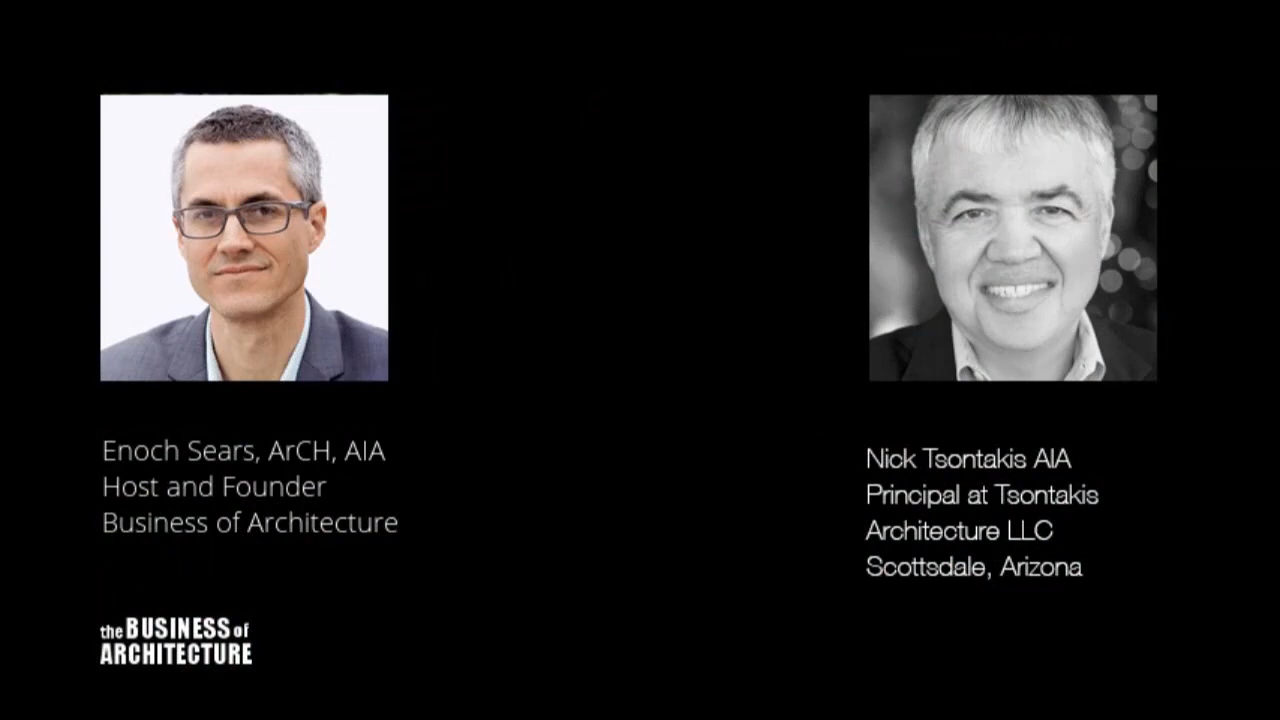 Enoch Sears, ArCH, AIA
Host and Founder
Business of Architecture
Nick Tsontakis AIA
Principal at Tsontakis
Architecture LLC
Scottsdale, Arizona
the BUSINESS of
ARCHITECTURE